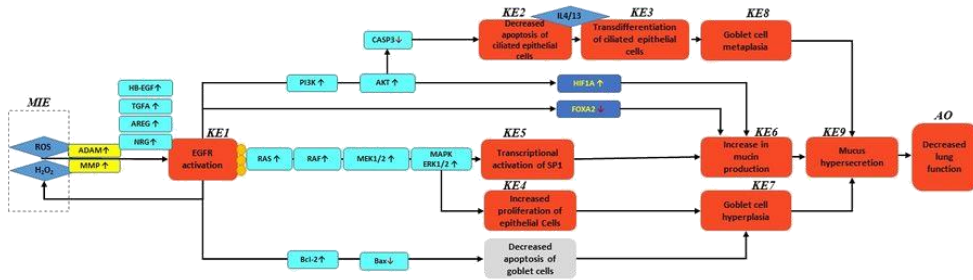 KE2
IL4/13
KE3
KE8
CASP3↓
Decreased
apoptosis of
ciliated epithelial
cells
Transdifferentiation
of ciliated epithelial
cells
Goblet cell
metaplasia
HB-EGF↑
PI3K ↑
AKT ↑
HIF1A ↑
TGFA ↑
MIE
AREG ↑
FOXA2 ↓
NRG↑
KE1
KE5
KE6
KE9
AO
ROS
ADAM↑
MMP ↑
H₂O₂
EGFR
activation
RAS↑
RAF↑
MEK1/2 ↑
MAPK
ERK1/2 ↑
Transcriptional
activation of SP1
Increase in
mucin
production
Mucus
hypersecretion
Decreased
lung
function
KE4
KE7
Increased
proliferation of
epithelial Cells
Goblet cell
hyperplasia
Bcl-2↑
Bax↓
Decreased
apoptosis of
goblet cells